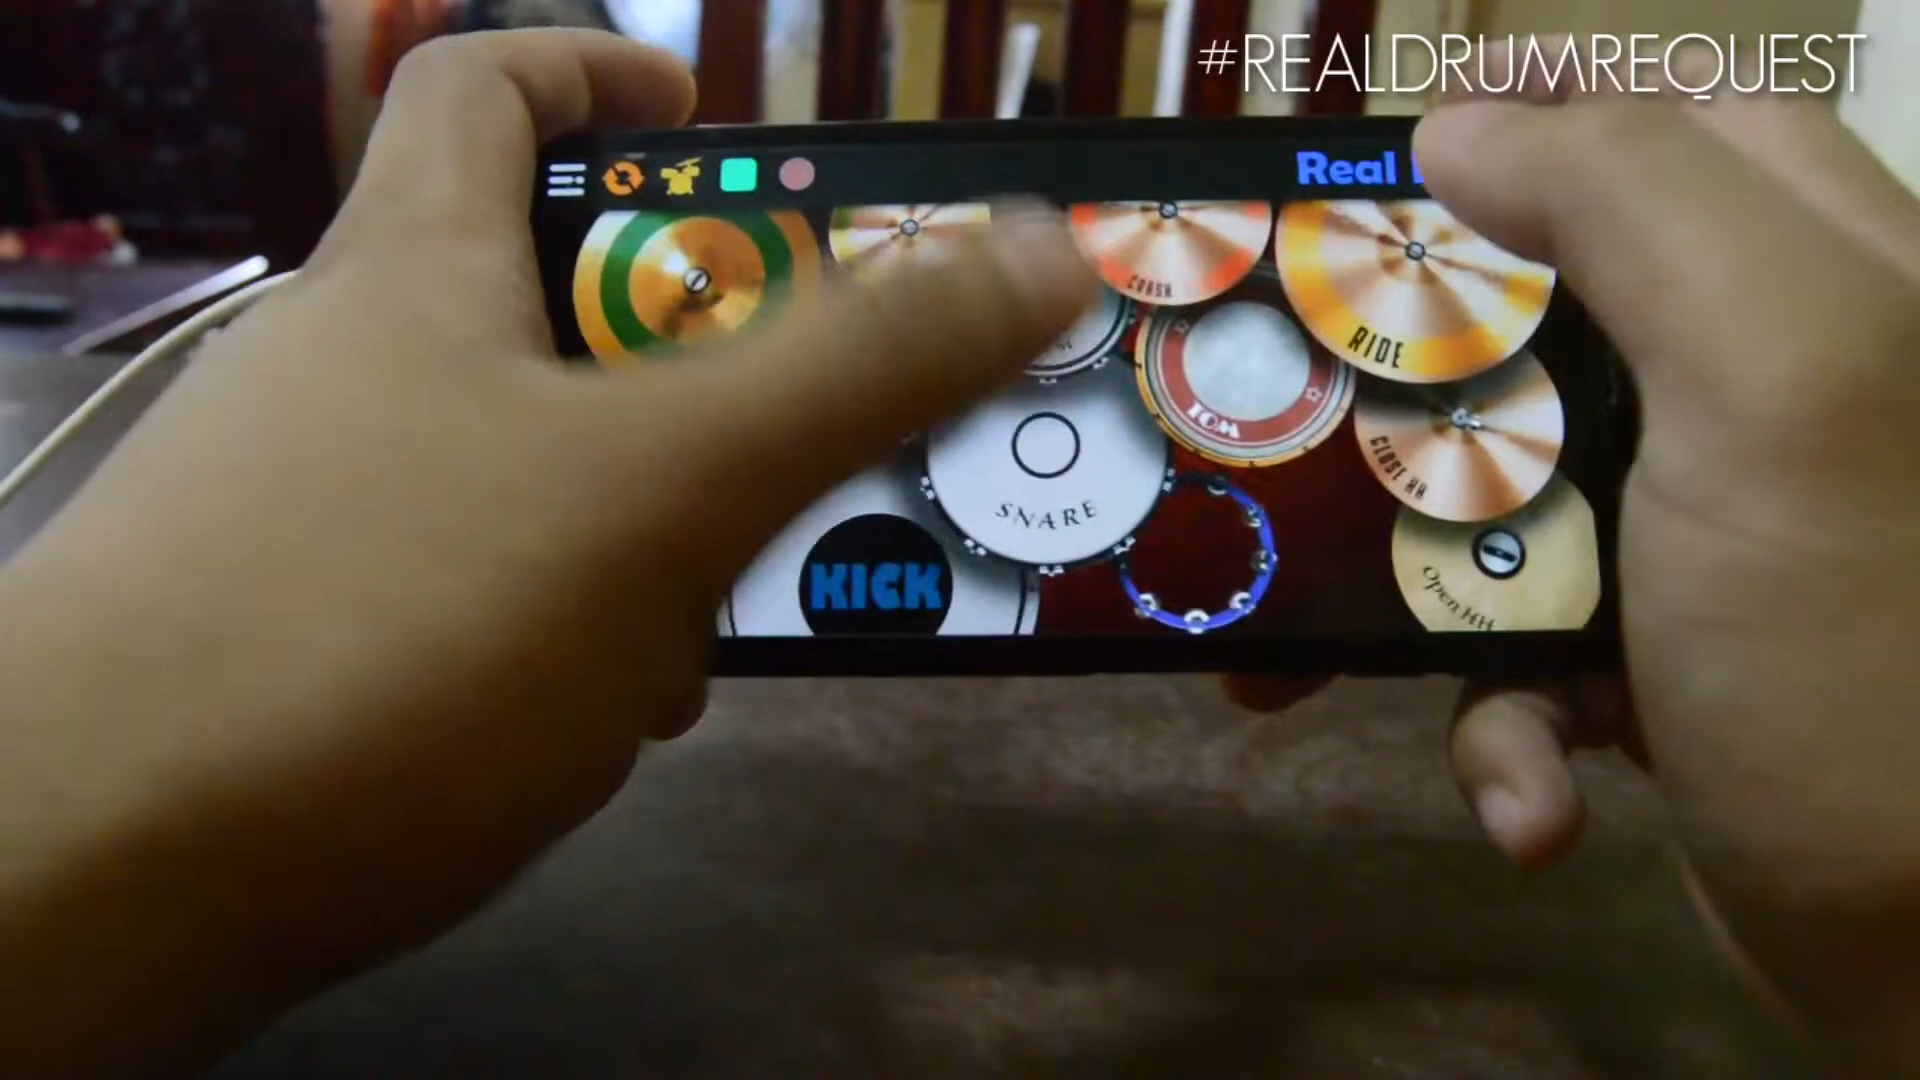 #REALDRUMREQUEST
Real
CRASH
RIDE
TOM
CLOSE HH
SNARE
Open HH
KICK